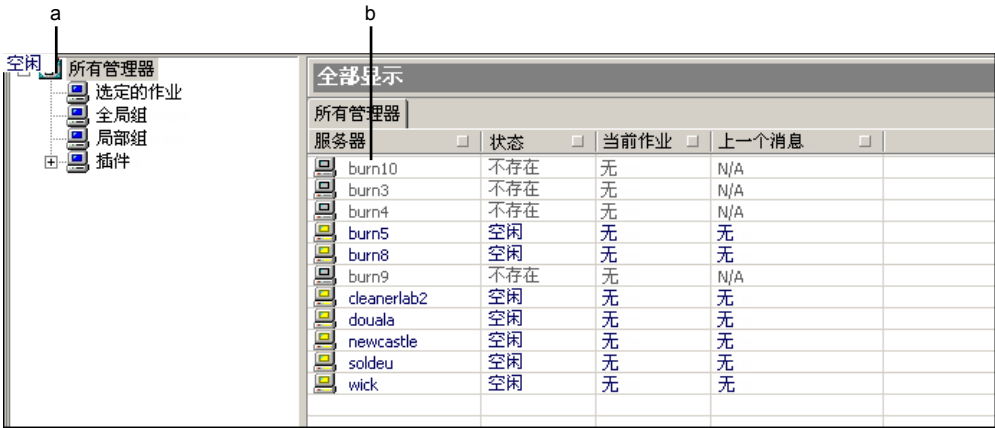 a b
空闲
所有管理器
选定的作业
全局组
局部组
插件
全部显示
所有管理器
服务器 状态 当前作业 上一个消息
burn10 不存在 无 N/A
burn3 不存在 无 N/A
burn4 不存在 无 N/A
burn5 空闲 无 无
burn8 空闲 无 无
burn9 不存在 无 N/A
cleanerlab2 空闲 无 无
douala 空闲 无 无
newcastle 空闲 无 无
soldeu 空闲 无 无
wick 空闲 无 无